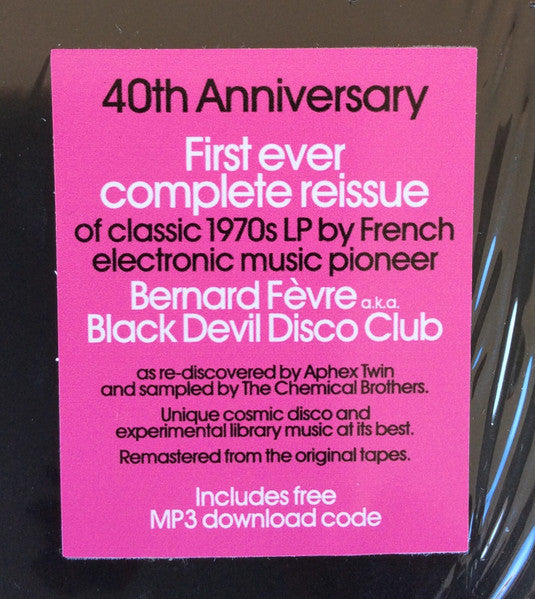 40th Anniversary
First ever
complete reissue
of classic 1970s LP by French
electronic music pioneer
Bernard Fèvre a.k.a.
Black Devil Disco Club
as re-discovered by Aphex Twin
and sampled by The Chemical Brothers.
Unique cosmic disco and
experimental library music at its best.
Remastered from the original tapes.
Includes free
MP3 download code